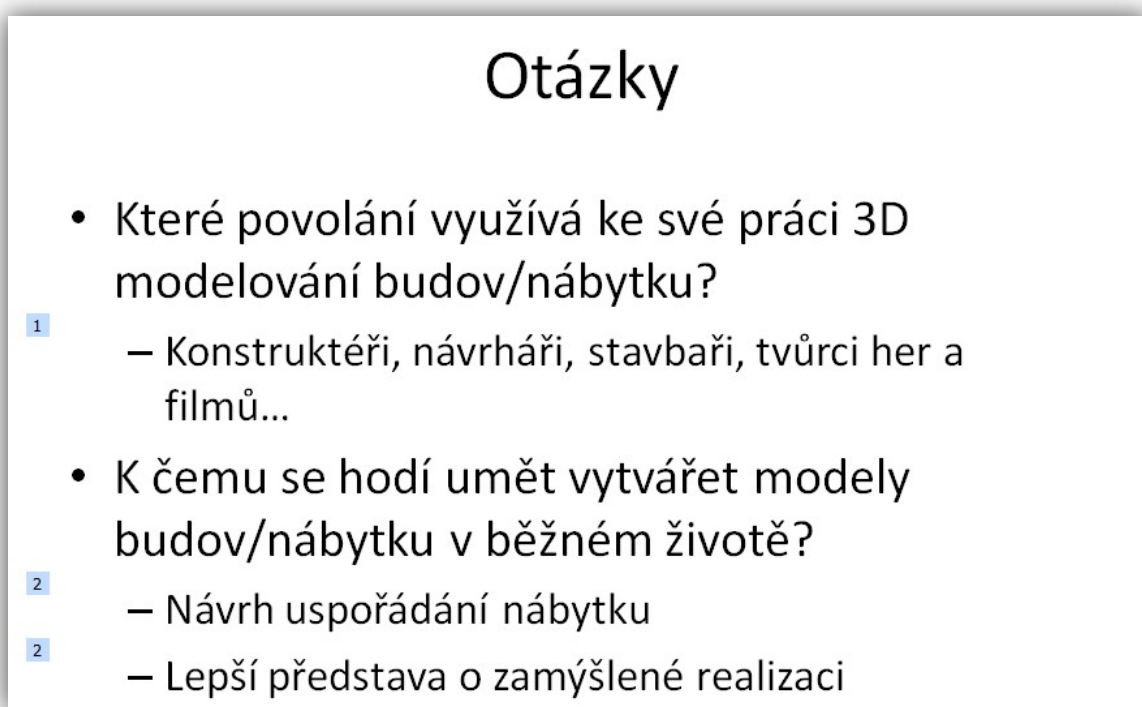 Otázky
• Které povolání využívá ke své práci 3D
modelování budov/nábytku?
1
– Konstruktéři, návrháři, stavbaři, tvůrci her a
filmů...
• K čemu se hodí umět vytvářet modely
budov/nábytku v běžném životě?
2
– Návrh uspořádání nábytku
2
– Lepší představa o zamýšlené realizaci